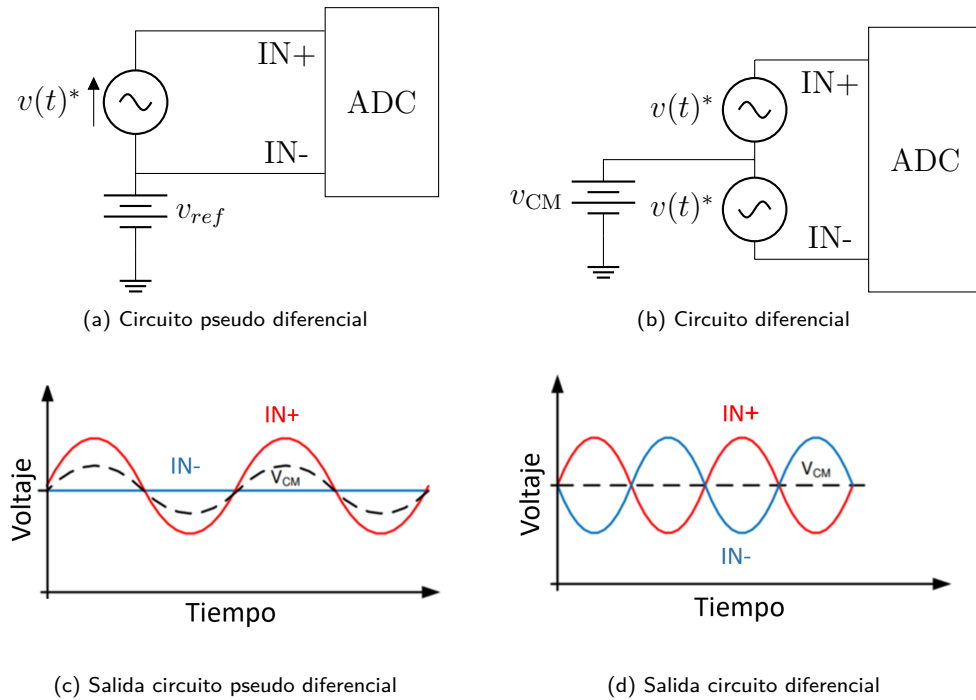 IN+
v(t)*
ADC
IN-
v_ref
(a) Circuito pseudo diferencial
IN+
v(t)*
ADC
v_CM
v(t)*
IN-
(b) Circuito diferencial
Voltaje
IN+
IN-
V_CM
Tiempo
(c) Salida circuito pseudo diferencial
Voltaje
IN+
V_CM
IN-
Tiempo
(d) Salida circuito diferencial